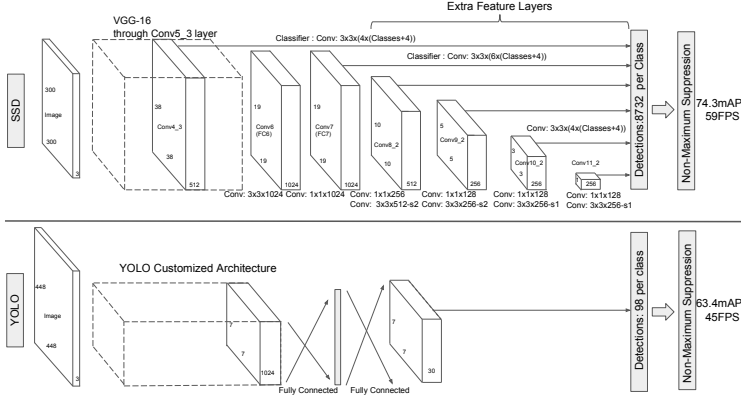 Extra Feature Layers
VGG-16
through Conv5_3 layer
Classifier : Conv: 3x3x(4x(Classes+4))
Classifier : Conv: 3x3x(6x(Classes+4))
SSD
300
Image
300
3
38
Conv4_3
38
512
19
Conv6
(FC6)
19
1024
19
Conv7
(FC7)
19
1024
10
Conv8_2
10
512
5
Conv9_2
5
256
Conv: 3x3x(4x(Classes+4))
3
Conv10_2
3
256
Conv11_2
1
256
Detections:8732 per Class
Non-Maximum Suppression
74.3mAP
59FPS
Conv: 3x3x1024
Conv: 1x1x1024
Conv: 1x1x256
Conv: 3x3x512-s2
Conv: 1x1x128
Conv: 3x3x256-s2
Conv: 1x1x128
Conv: 3x3x256-s1
Conv: 1x1x128
Conv: 3x3x256-s1
YOLO
448
Image
448
3
YOLO Customized Architecture
7
7
1024
Fully Connected
Fully Connected
7
7
30
Detections: 98 per class
Non-Maximum Suppression
63.4mAP
45FPS